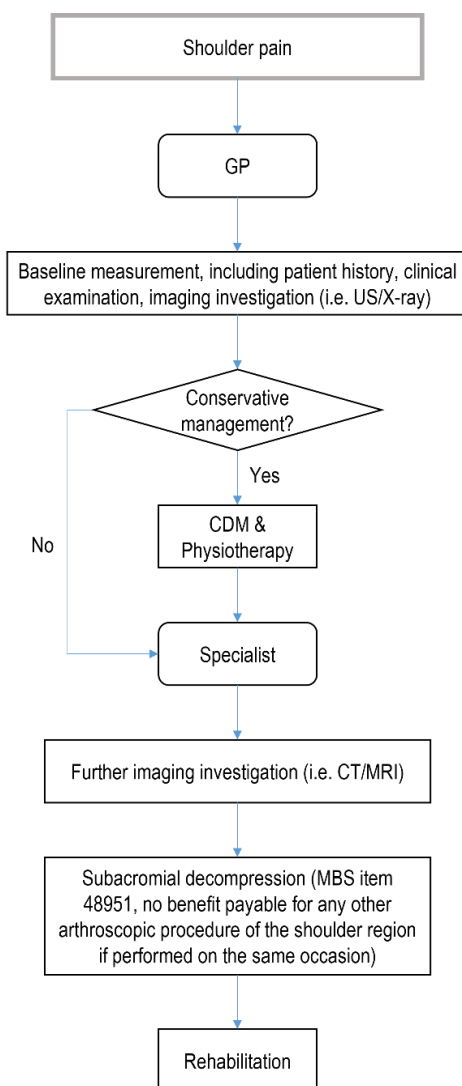 Shoulder pain
GP
Baseline measurement, including patient history, clinical
examination, imaging investigation (i.e. US/X-ray)
Conservative
management?
Yes
No
CDM &
Physiotherapy
Specialist
Further imaging investigation (i.e. CT/MRI)
Subacromial decompression (MBS item
48951, no benefit payable for any other
arthroscopic procedure of the shoulder region
if performed on the same occasion)
Rehabilitation